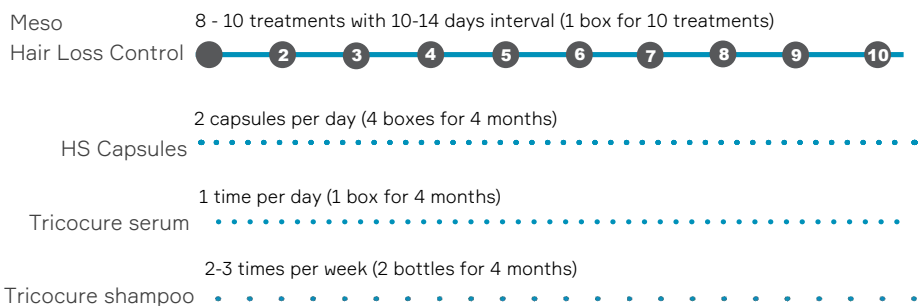 Meso
Hair Loss Control
8 - 10 treatments with 10-14 days interval (1 box for 10 treatments)
2 3 4 5 6 7 8 9 10
2 capsules per day (4 boxes for 4 months)
HS Capsules
1 time per day (1 box for 4 months)
Tricocure serum
2-3 times per week (2 bottles for 4 months)
Tricocure shampoo